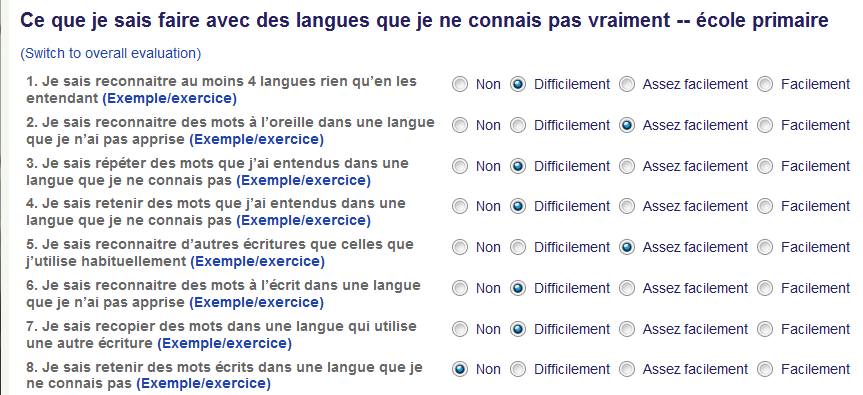 Ce que je sais faire avec des langues que je ne connais pas vraiment -- école primaire
(Switch to overall evaluation)
1. Je sais reconnaitre au moins 4 langues rien qu'en les
entendant (Exemple/exercice)
Non Difficilement Assez facilement Facilement
2. Je sais reconnaitre des mots à l'oreille dans une langue
que je n'ai pas apprise (Exemple/exercice)
Non Difficilement Assez facilement Facilement
3. Je sais répéter des mots que j'ai entendus dans une
langue que je ne connais pas (Exemple/exercice)
Non Difficilement Assez facilement Facilement
4. Je sais retenir des mots que j'ai entendus dans une
langue que je ne connais pas (Exemple/exercice)
Non Difficilement Assez facilement Facilement
5. Je sais reconnaitre d'autres écritures que celles que
j'utilise habituellement (Exemple/exercice)
Non Difficilement Assez facilement Facilement
6. Je sais reconnaitre des mots à l'écrit dans une langue
que je n'ai pas apprise (Exemple/exercice)
Non Difficilement Assez facilement Facilement
7. Je sais recopier des mots dans une langue qui utilise
une autre écriture (Exemple/exercice)
Non Difficilement Assez facilement Facilement
8. Je sais retenir des mots écrits dans une langue que je
ne connais pas (Exemple/exercice)
Non Difficilement Assez facilement Facilement